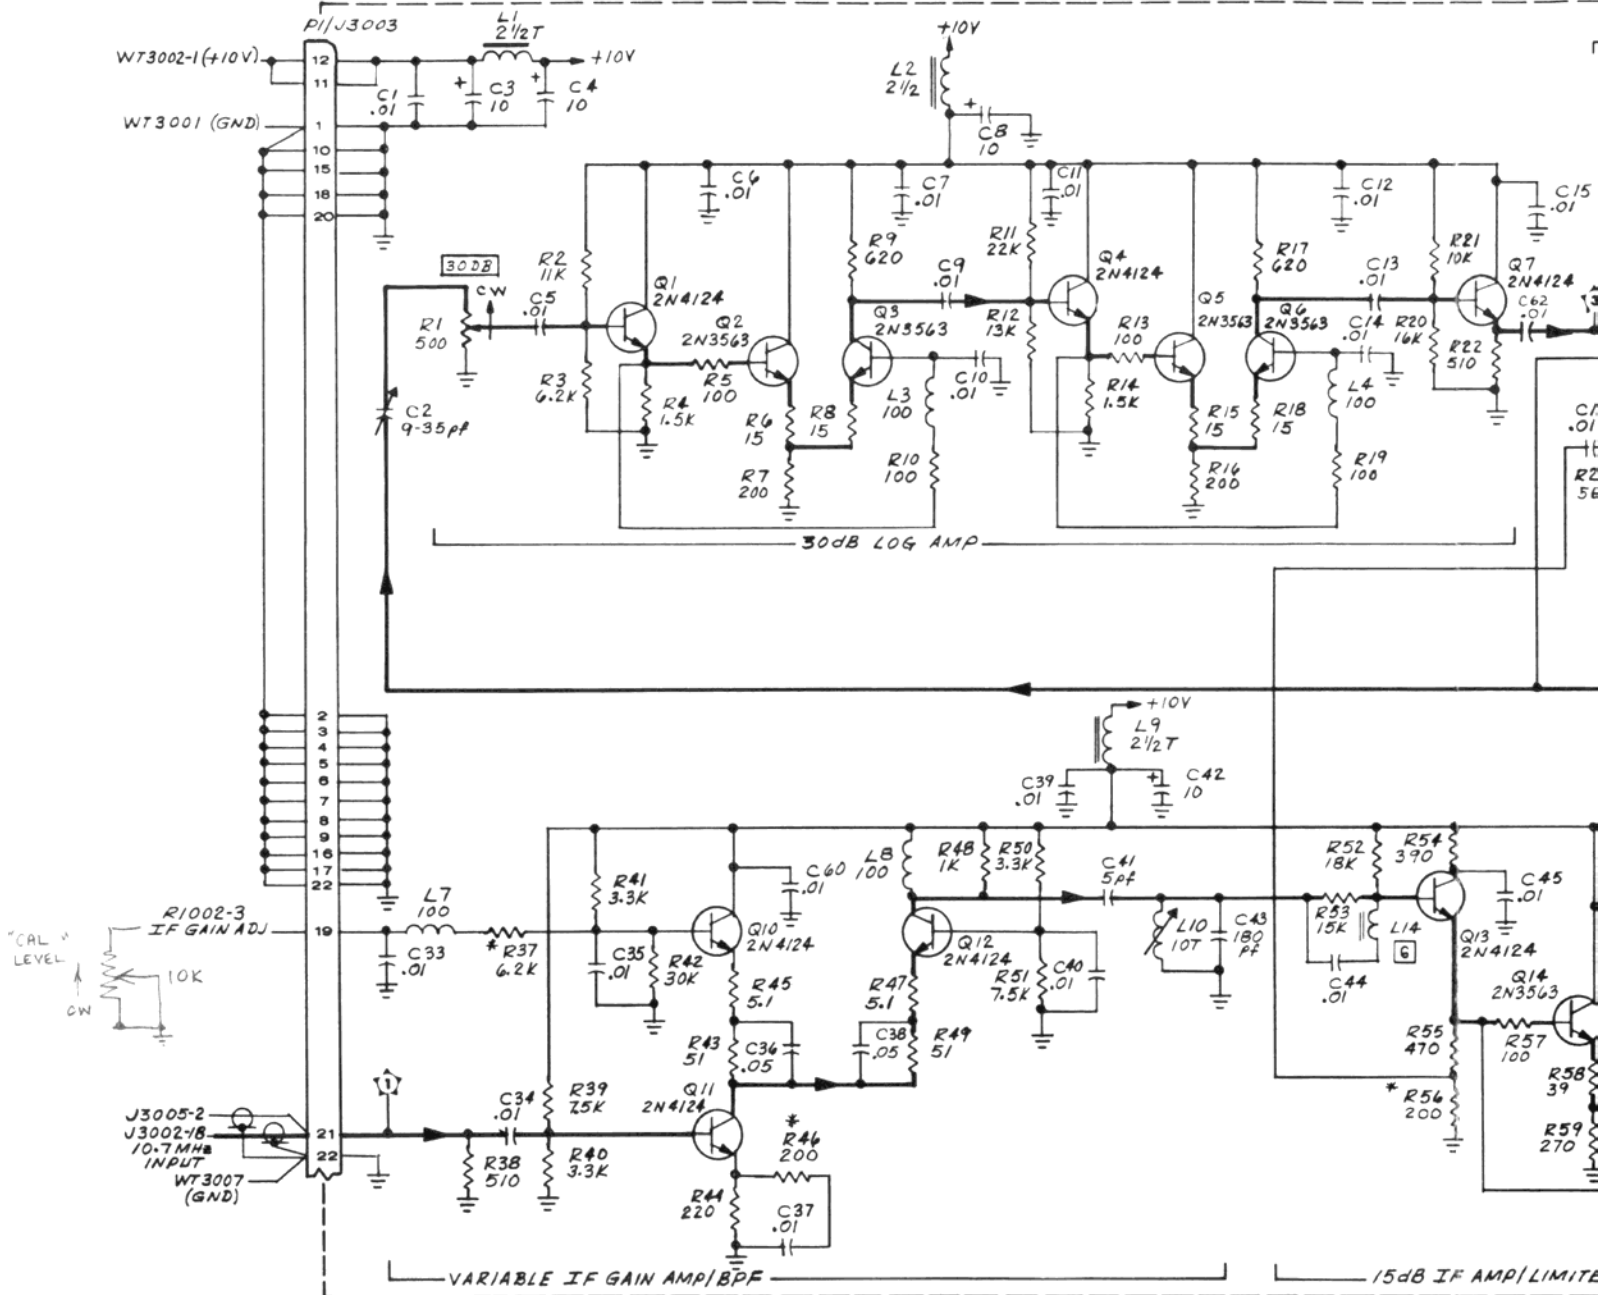 P1/J3003
WT3002-1 (+10V)
12
11
L1
2 1/2 T
+10V
C1
.01
+
C3
10
+
C4
10
WT3001 (GND)
1
10
15
18
20
+10V
L2
2 1/2
+
C8
10
C6
.01
C7
.01
C11
.01
C12
.01
C15
.01
30DB
CW
R1
500
C2
9-35pf
C5
.01
R2
11K
R3
6.2K
Q1
2N4124
R4
1.5K
R5
100
Q2
2N3563
R6
15
R7
200
R8
15
R9
620
Q3
2N3563
C9
.01
C10
.01
L3
100
R10
100
R11
22K
R12
13K
Q4
2N4124
R13
100
R14
1.5K
Q5
2N3563
R15
15
R16
200
R17
620
Q6
2N3563
R18
15
C13
.01
C14
.01
L4
100
R19
100
R20
16K
R21
10K
Q7
2N4124
R22
510
C62
.01
3
C1
.01
R2
56
30dB LOG AMP
2
3
4
5
6
7
8
9
16
17
22
+10V
L9
2 1/2 T
C39
.01
+
C42
10
R1002-3
IF GAIN ADJ
19
"CAL"
LEVEL
CW
10K
L7
100
C33
.01
*
R37
6.2K
R41
3.3K
C35
.01
R42
30K
C60
.01
Q10
2N4124
R45
5.1
R43
51
C36
.05
L8
100
R48
1K
R50
3.3K
Q12
2N4124
R47
5.1
C38
.05
R49
51
R51
7.5K
C40
.01
C41
5pf
L10
10T
C43
180
pf
R52
18K
R53
15K
L14
6
C44
.01
R54
390
C45
.01
Q13
2N4124
R55
470
*
R56
200
R57
100
Q14
2N3563
R58
39
R59
270
J3005-2
J3002-18
10.7MHz
INPUT
WT3007
(GND)
21
22
1
R38
510
C34
.01
R39
7.5K
R40
3.3K
Q11
2N4124
*
R46
200
R44
220
C37
.01
VARIABLE IF GAIN AMP/BPF
15dB IF AMP/LIMITE